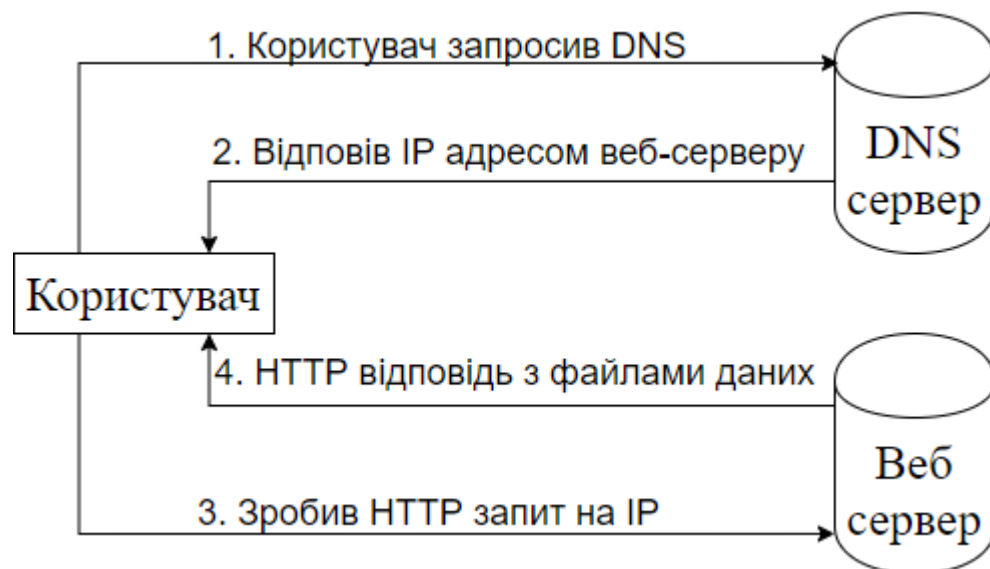 1. Користувач запросив DNS
2. Відповів IP адресом веб-серверу
DNS
сервер
Користувач
4. HTTP відповідь з файлами даних
3. Зробив HTTP запит на IP
Веб
сервер